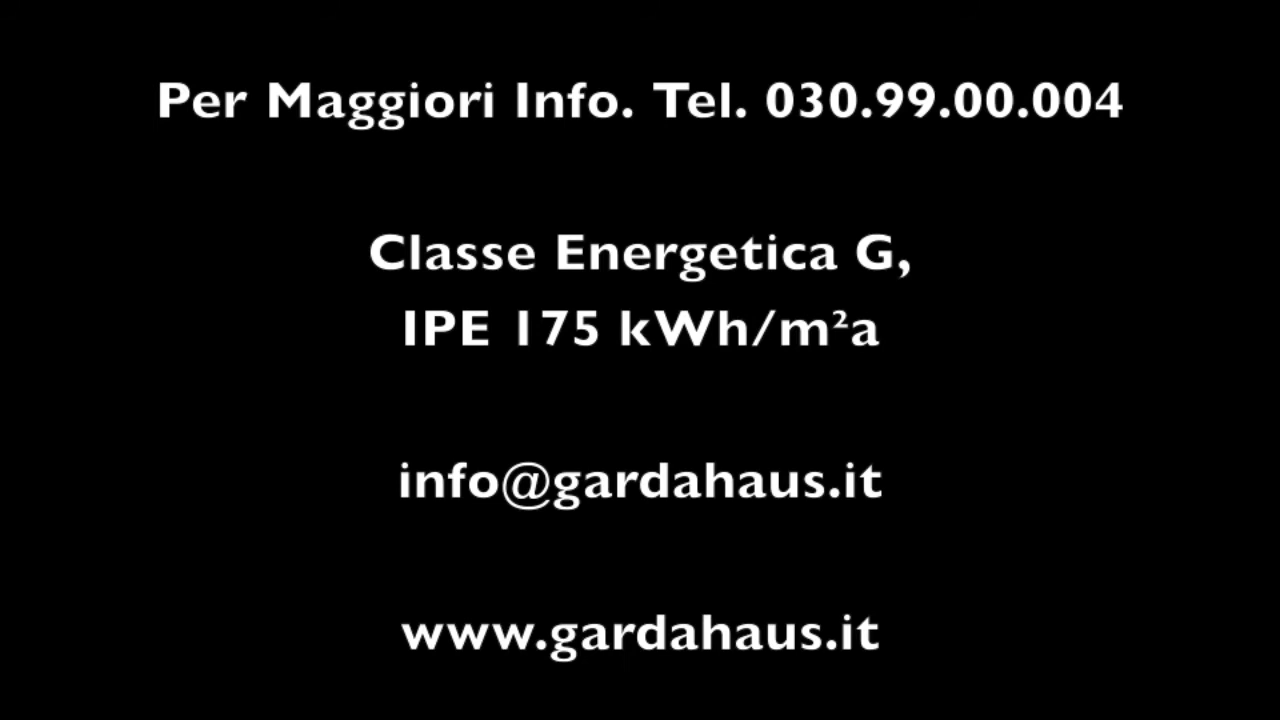 Per Maggiori Info. Tel. 030.99.00.004
Classe Energetica G,
IPE 175 kWh/m²a
info@gardahaus.it
www.gardahaus.it